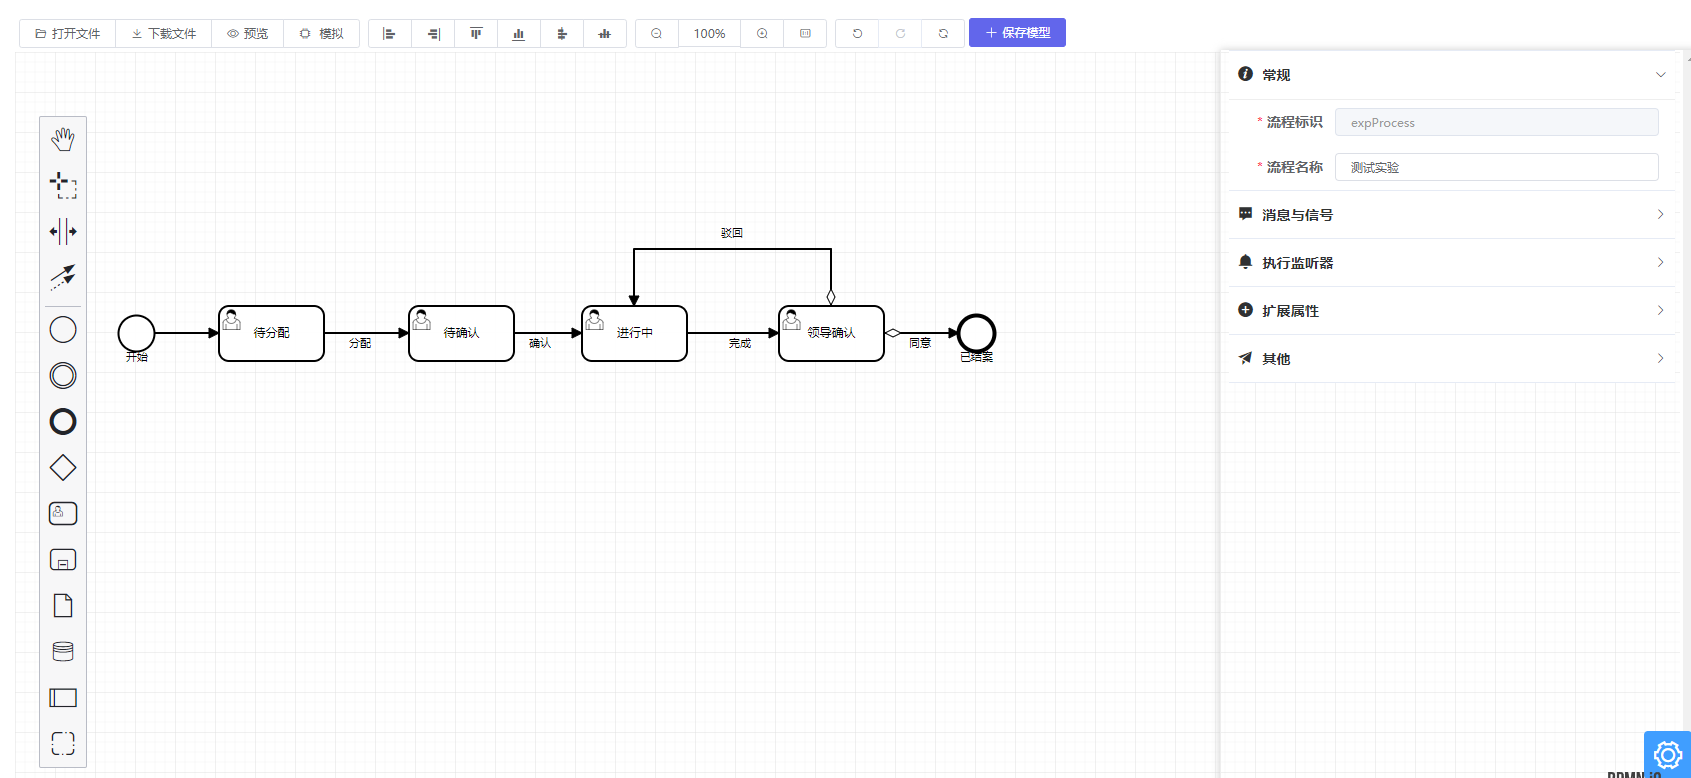 打开文件 下载文件 预览 模拟 100% 保存模型
常规
流程标识 expProcess
流程名称 测试实验
消息与信号
执行监听器
扩展属性
其他
驳回
待分配 待确认 进行中 领导确认
分配 确认 完成 同意
开始 已结案
BPMN.iO